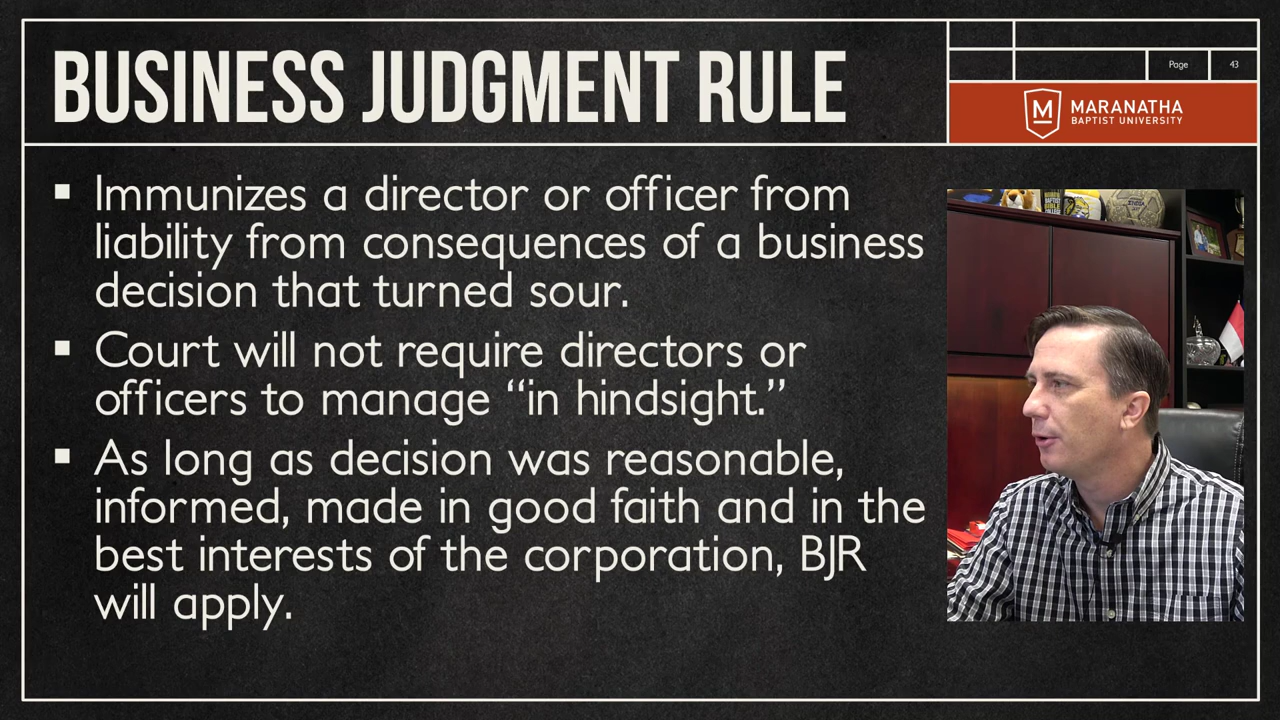 BUSINESS JUDGMENT RULE
Page 43
M MARANATHA
BAPTIST UNIVERSITY
▪ Immunizes a director or officer from
liability from consequences of a business
decision that turned sour.
▪ Court will not require directors or
officers to manage “in hindsight.”
▪ As long as decision was reasonable,
informed, made in good faith and in the
best interests of the corporation, BJR
will apply.